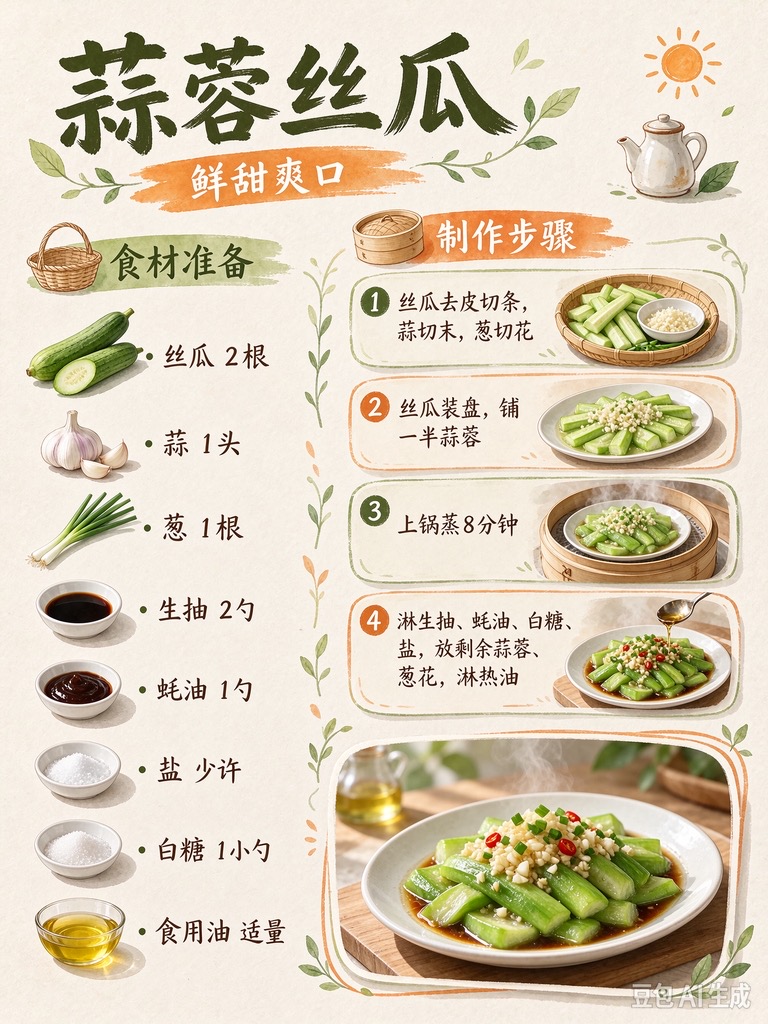 蒜蓉丝瓜
鲜甜爽口
食材准备
丝瓜 2根
蒜 1头
葱 1根
生抽 2勺
蚝油 1勺
盐 少许
白糖 1小勺
食用油 适量
制作步骤
1 丝瓜去皮切条，
蒜切末，葱切花
2 丝瓜装盘，铺
一半蒜蓉
3 上锅蒸8分钟
4 淋生抽、蚝油、白糖、
盐，放剩余蒜蓉、
葱花，淋热油
豆包AI生成